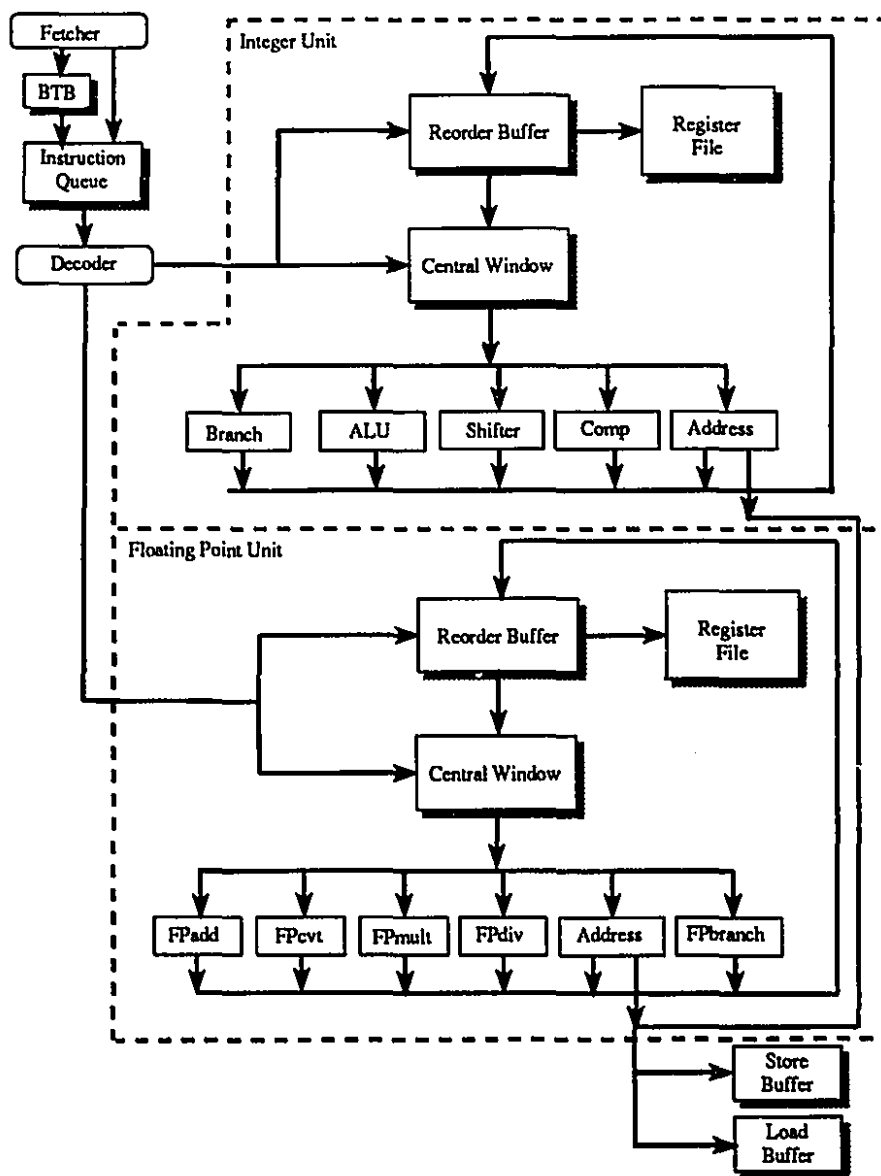 Fetcher
Integer Unit
BTB
Reorder Buffer
Register
File
Instruction
Queue
Decoder
Central Window
Branch
ALU
Shifter
Comp
Address
Floating Point Unit
Reorder Buffer
Register
File
Central Window
FPadd
FPcvt
FPmult
FPdiv
Address
FPbranch
Store
Buffer
Load
Buffer